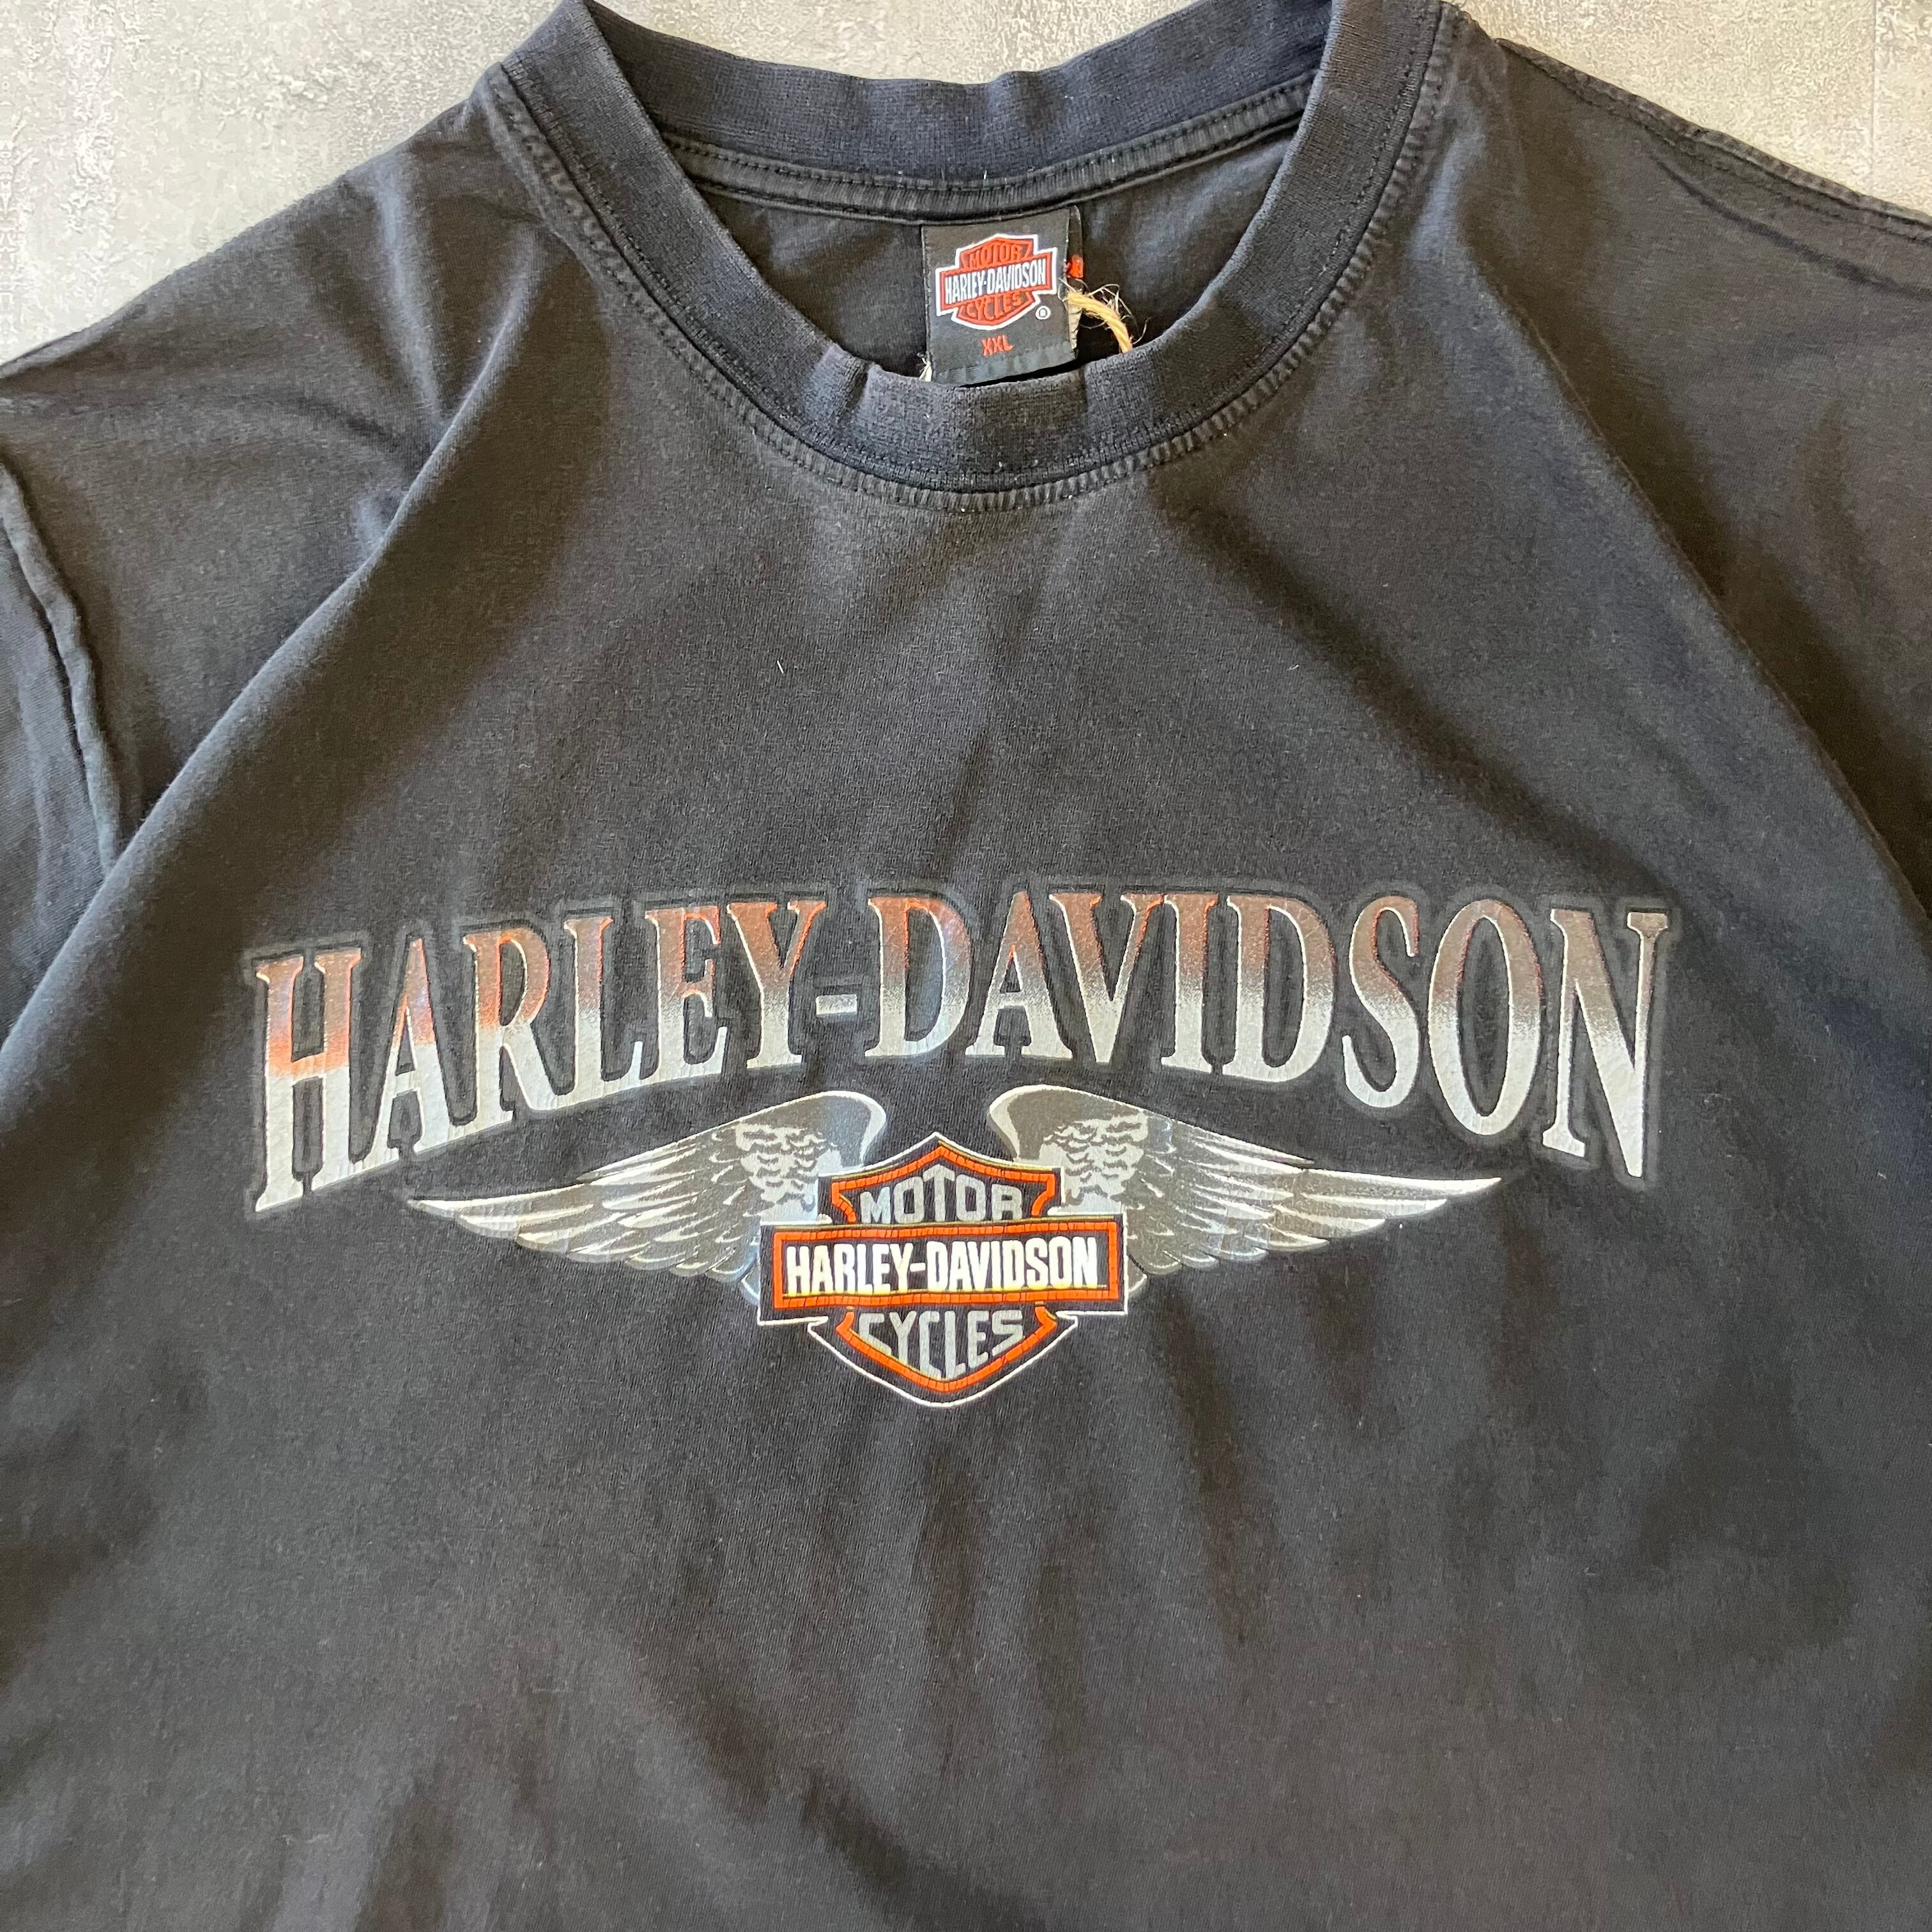 MOTOR
HARLEY-DAVIDSON
CYCLES
®
XXL
HARLEY-DAVIDSON
MOTOR
HARLEY-DAVIDSON
CYCLES